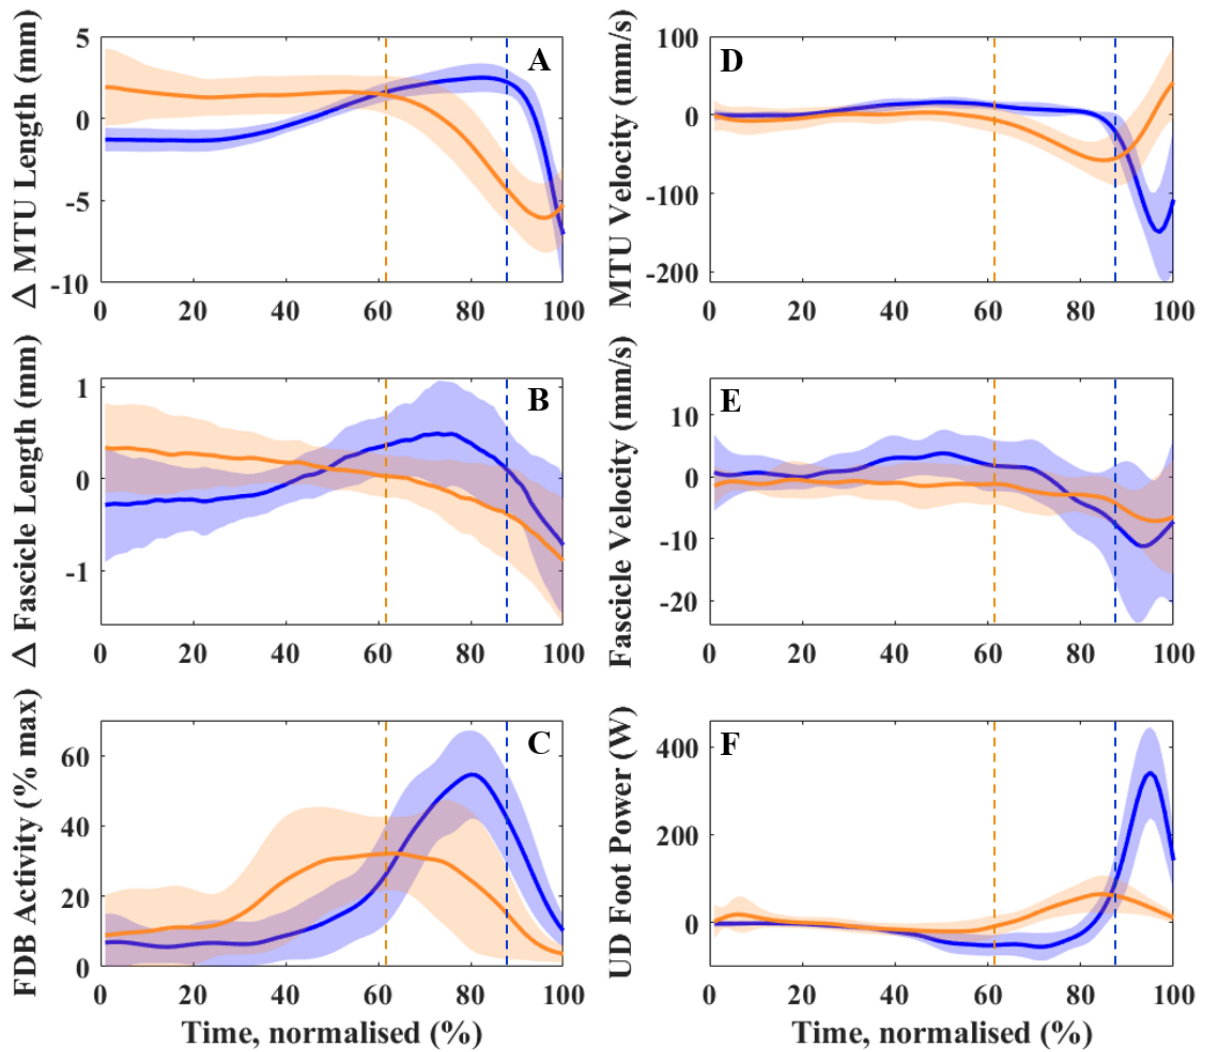 Δ MTU Length (mm)
5
0
-5
-10
A
0 20 40 60 80 100
MTU Velocity (mm/s)
100
0
-100
-200
D
0 20 40 60 80 100
Δ Fascicle Length (mm)
1
0
-1
B
0 20 40 60 80 100
Fascicle Velocity (mm/s)
10
0
-10
-20
E
0 20 40 60 80 100
FDB Activity (% max)
60
40
20
0
C
0 20 40 60 80 100
Time, normalised (%)
UD Foot Power (W)
400
200
0
F
0 20 40 60 80 100
Time, normalised (%)